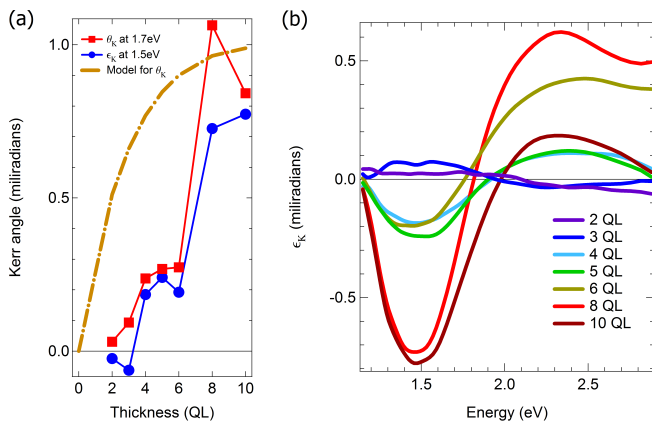 (a)
θK at 1.7eV
ϵK at 1.5eV
Model for θK
Kerr angle (miliradians)
1.0
0.5
0.0
0 2 4 6 8 10
Thickness (QL)
(b)
ϵK (miliradians)
0.5
0.0
-0.5
2 QL
3 QL
4 QL
5 QL
6 QL
8 QL
10 QL
1.5 2.0 2.5
Energy (eV)